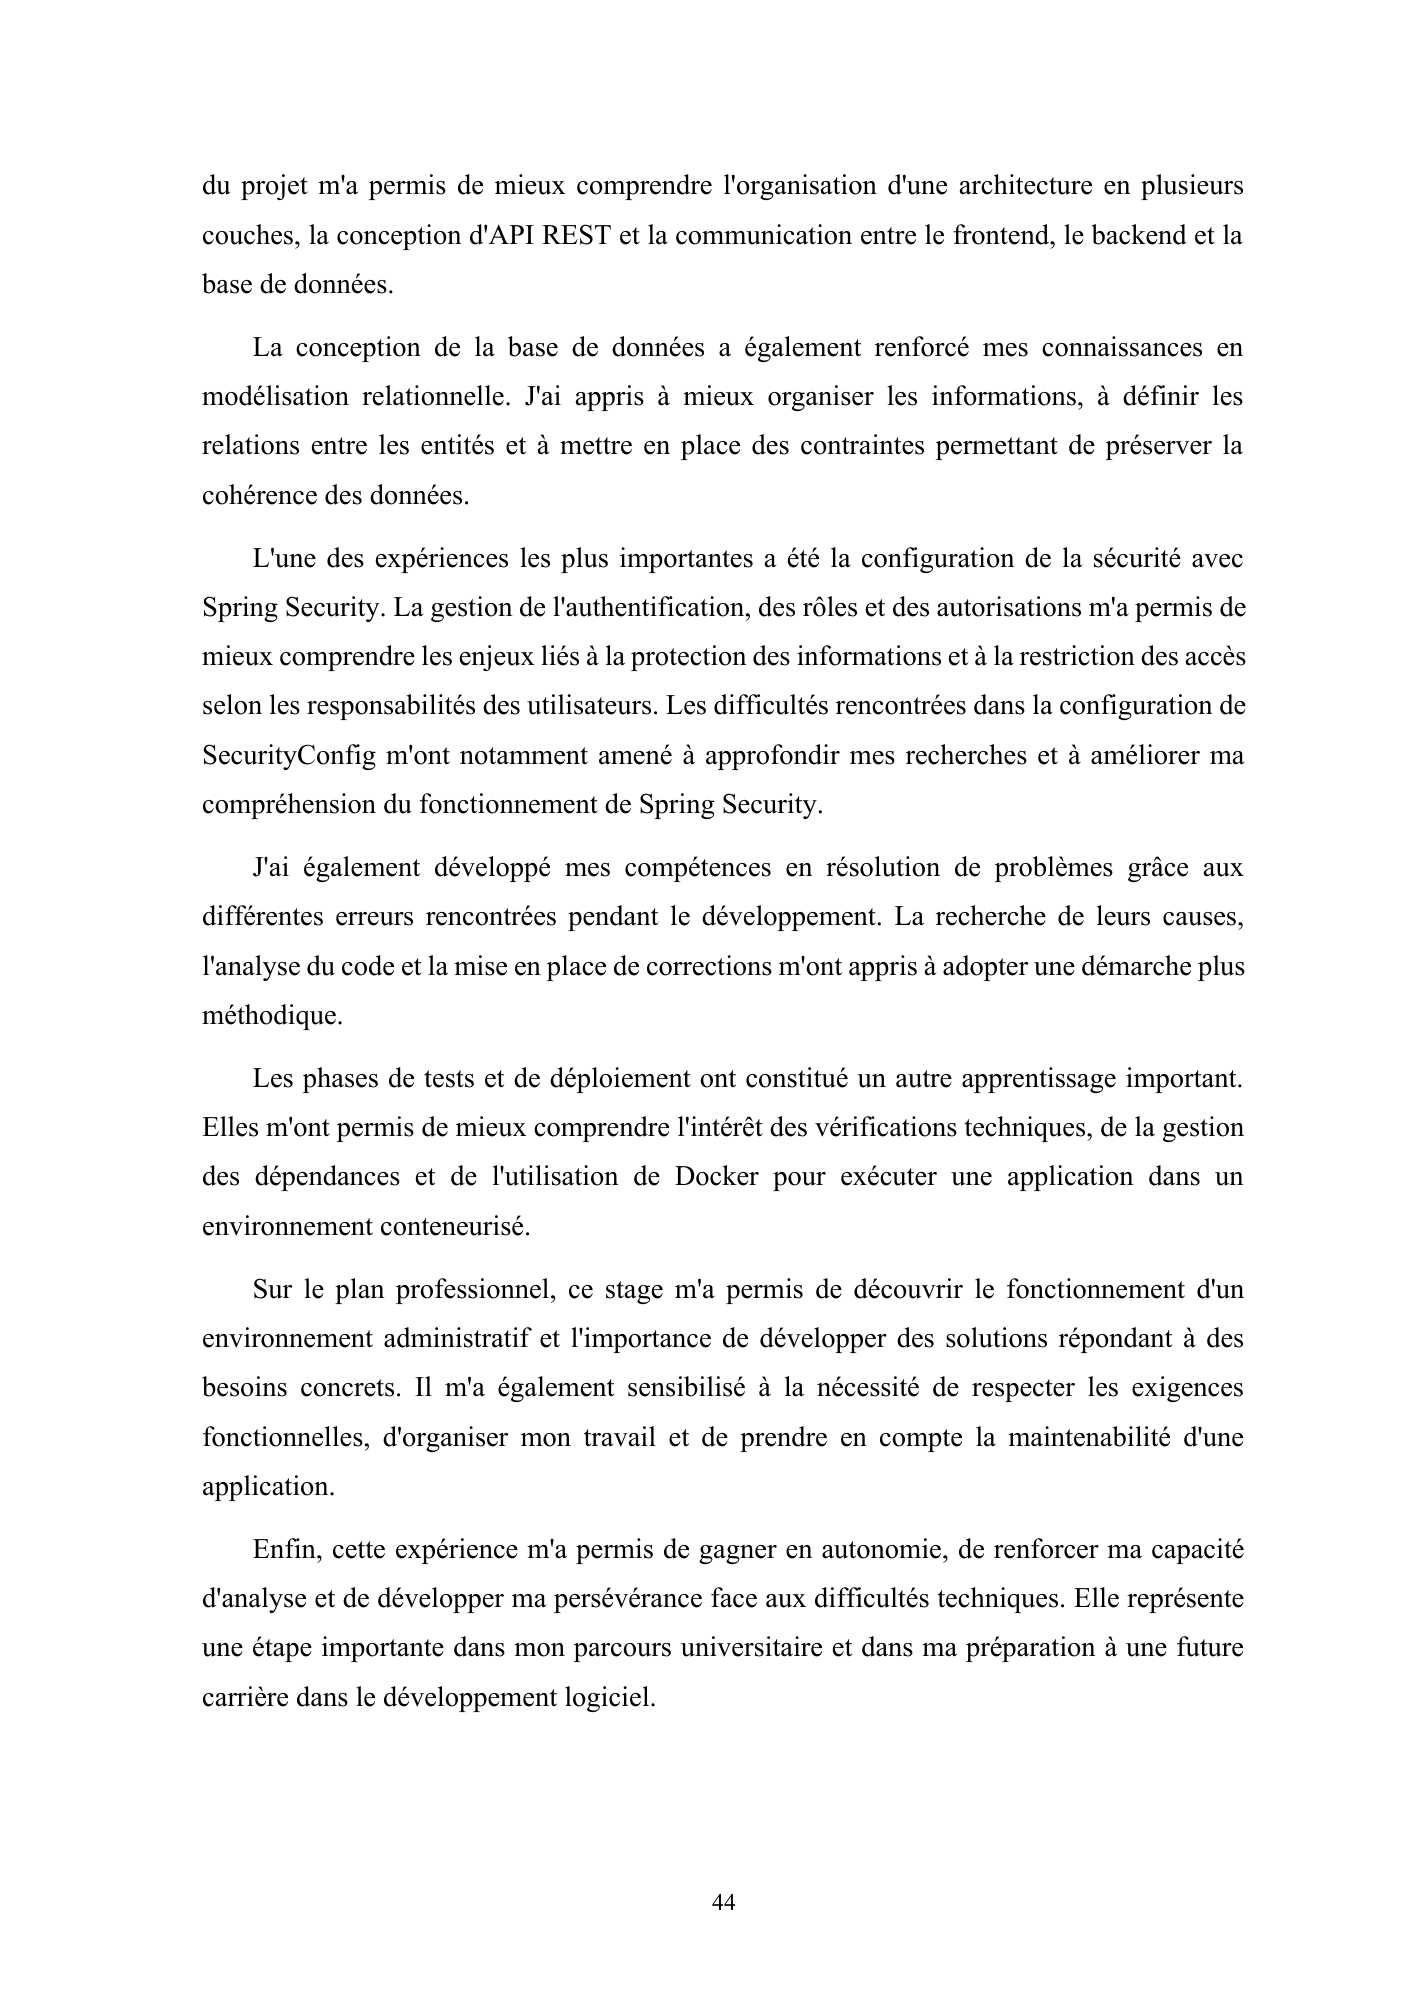 du projet m'a permis de mieux comprendre l'organisation d'une architecture en plusieurs
couches, la conception d'API REST et la communication entre le frontend, le backend et la
base de données.
La conception de la base de données a également renforcé mes connaissances en
modélisation relationnelle. J'ai appris à mieux organiser les informations, à définir les
relations entre les entités et à mettre en place des contraintes permettant de préserver la
cohérence des données.
L'une des expériences les plus importantes a été la configuration de la sécurité avec
Spring Security. La gestion de l'authentification, des rôles et des autorisations m'a permis de
mieux comprendre les enjeux liés à la protection des informations et à la restriction des accès
selon les responsabilités des utilisateurs. Les difficultés rencontrées dans la configuration de
SecurityConfig m'ont notamment amené à approfondir mes recherches et à améliorer ma
compréhension du fonctionnement de Spring Security.
J'ai également développé mes compétences en résolution de problèmes grâce aux
différentes erreurs rencontrées pendant le développement. La recherche de leurs causes,
l'analyse du code et la mise en place de corrections m'ont appris à adopter une démarche plus
méthodique.
Les phases de tests et de déploiement ont constitué un autre apprentissage important.
Elles m'ont permis de mieux comprendre l'intérêt des vérifications techniques, de la gestion
des dépendances et de l'utilisation de Docker pour exécuter une application dans un
environnement conteneurisé.
Sur le plan professionnel, ce stage m'a permis de découvrir le fonctionnement d'un
environnement administratif et l'importance de développer des solutions répondant à des
besoins concrets. Il m'a également sensibilisé à la nécessité de respecter les exigences
fonctionnelles, d'organiser mon travail et de prendre en compte la maintenabilité d'une
application.
Enfin, cette expérience m'a permis de gagner en autonomie, de renforcer ma capacité
d'analyse et de développer ma persévérance face aux difficultés techniques. Elle représente
une étape importante dans mon parcours universitaire et dans ma préparation à une future
carrière dans le développement logiciel.
44